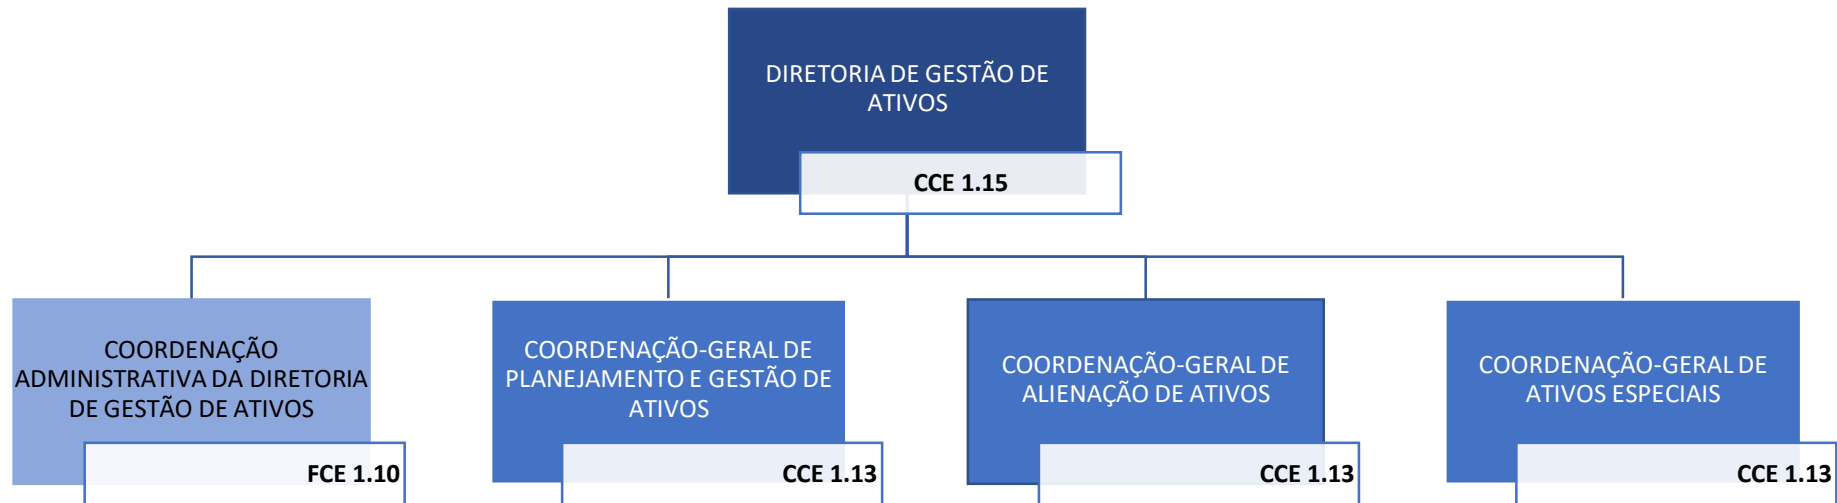 DIRETORIA DE GESTÃO DE
ATIVOS
CCE 1.15
COORDENAÇÃO
ADMINISTRATIVA DA DIRETORIA
DE GESTÃO DE ATIVOS
FCE 1.10
COORDENAÇÃO-GERAL DE
PLANEJAMENTO E GESTÃO DE
ATIVOS
CCE 1.13
COORDENAÇÃO-GERAL DE
ALIENAÇÃO DE ATIVOS
CCE 1.13
COORDENAÇÃO-GERAL DE
ATIVOS ESPECIAIS
CCE 1.13